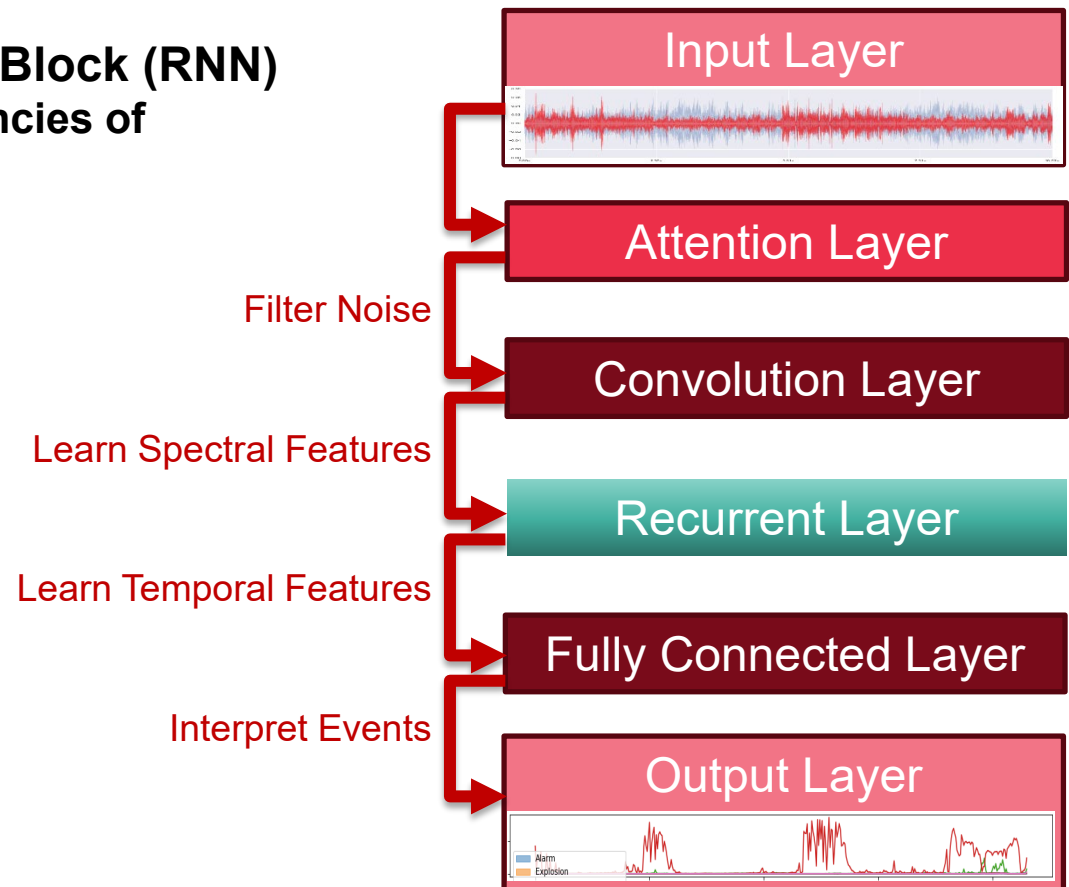 Block (RNN)
ncies of
Input Layer
Attention Layer
Filter Noise
Convolution Layer
Learn Spectral Features
Recurrent Layer
Learn Temporal Features
Fully Connected Layer
Interpret Events
Output Layer
Alarm
Explosion